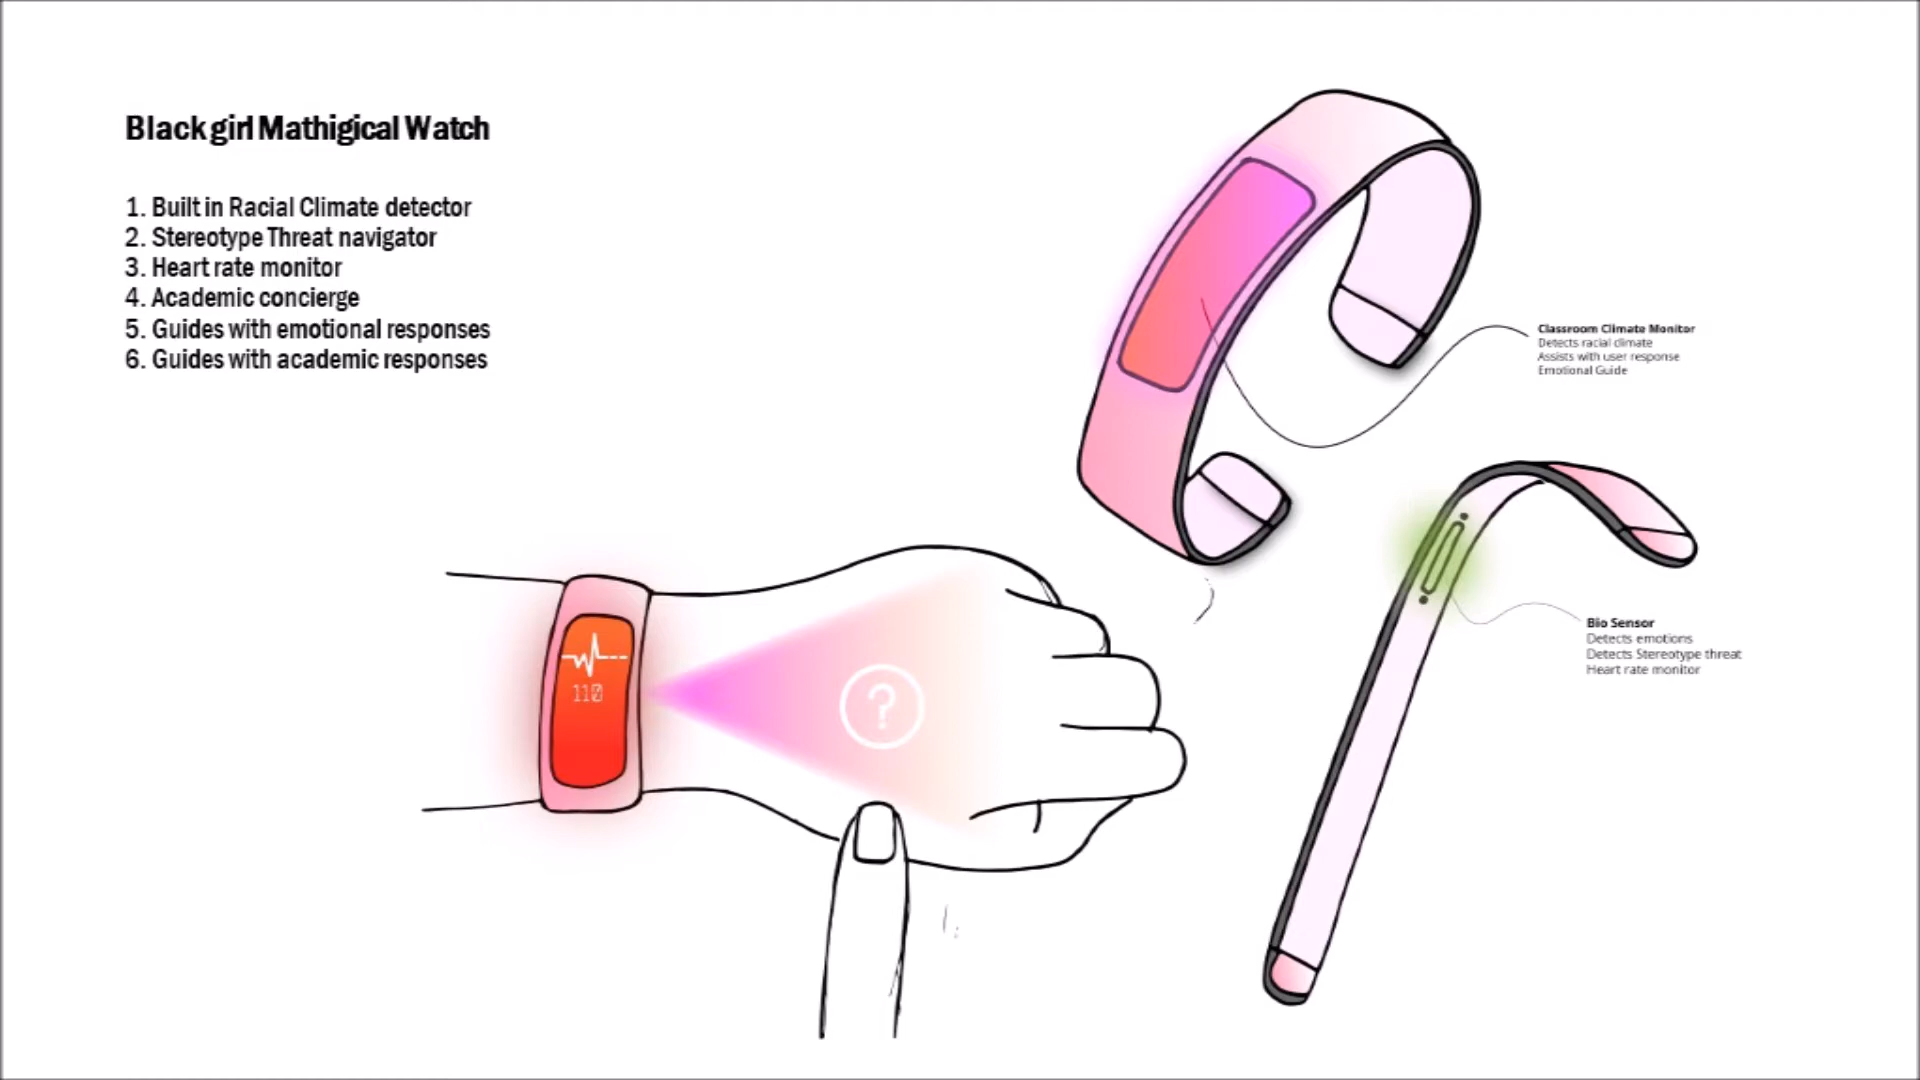 Black girl Mathigical Watch
1. Built in Racial Climate detector
2. Stereotype Threat navigator
3. Heart rate monitor
4. Academic concierge
5. Guides with emotional responses
6. Guides with academic responses
Classroom Climate Monitor
Detects racial climate
Assists with user response
Emotional Guide
Bio Sensor
Detects emotions
Detects Stereotype threat
Heart rate monitor
110
?